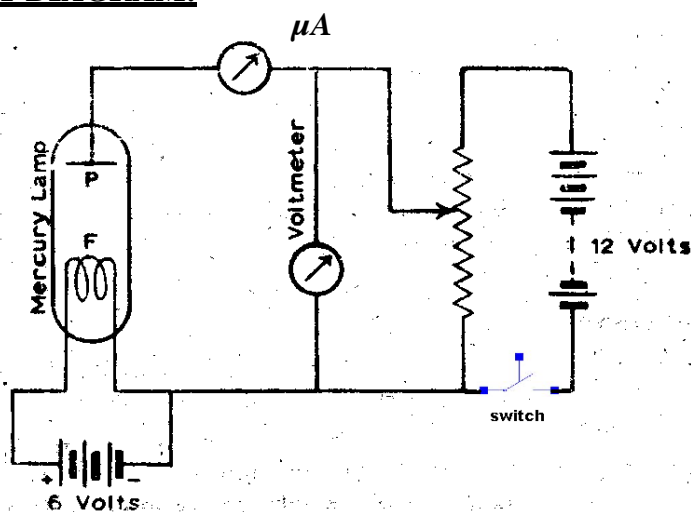 DIAGRAM:
μA
Mercury Lamp
P
F
Voltmeter
12 Volts
switch
+ -
6 Volts